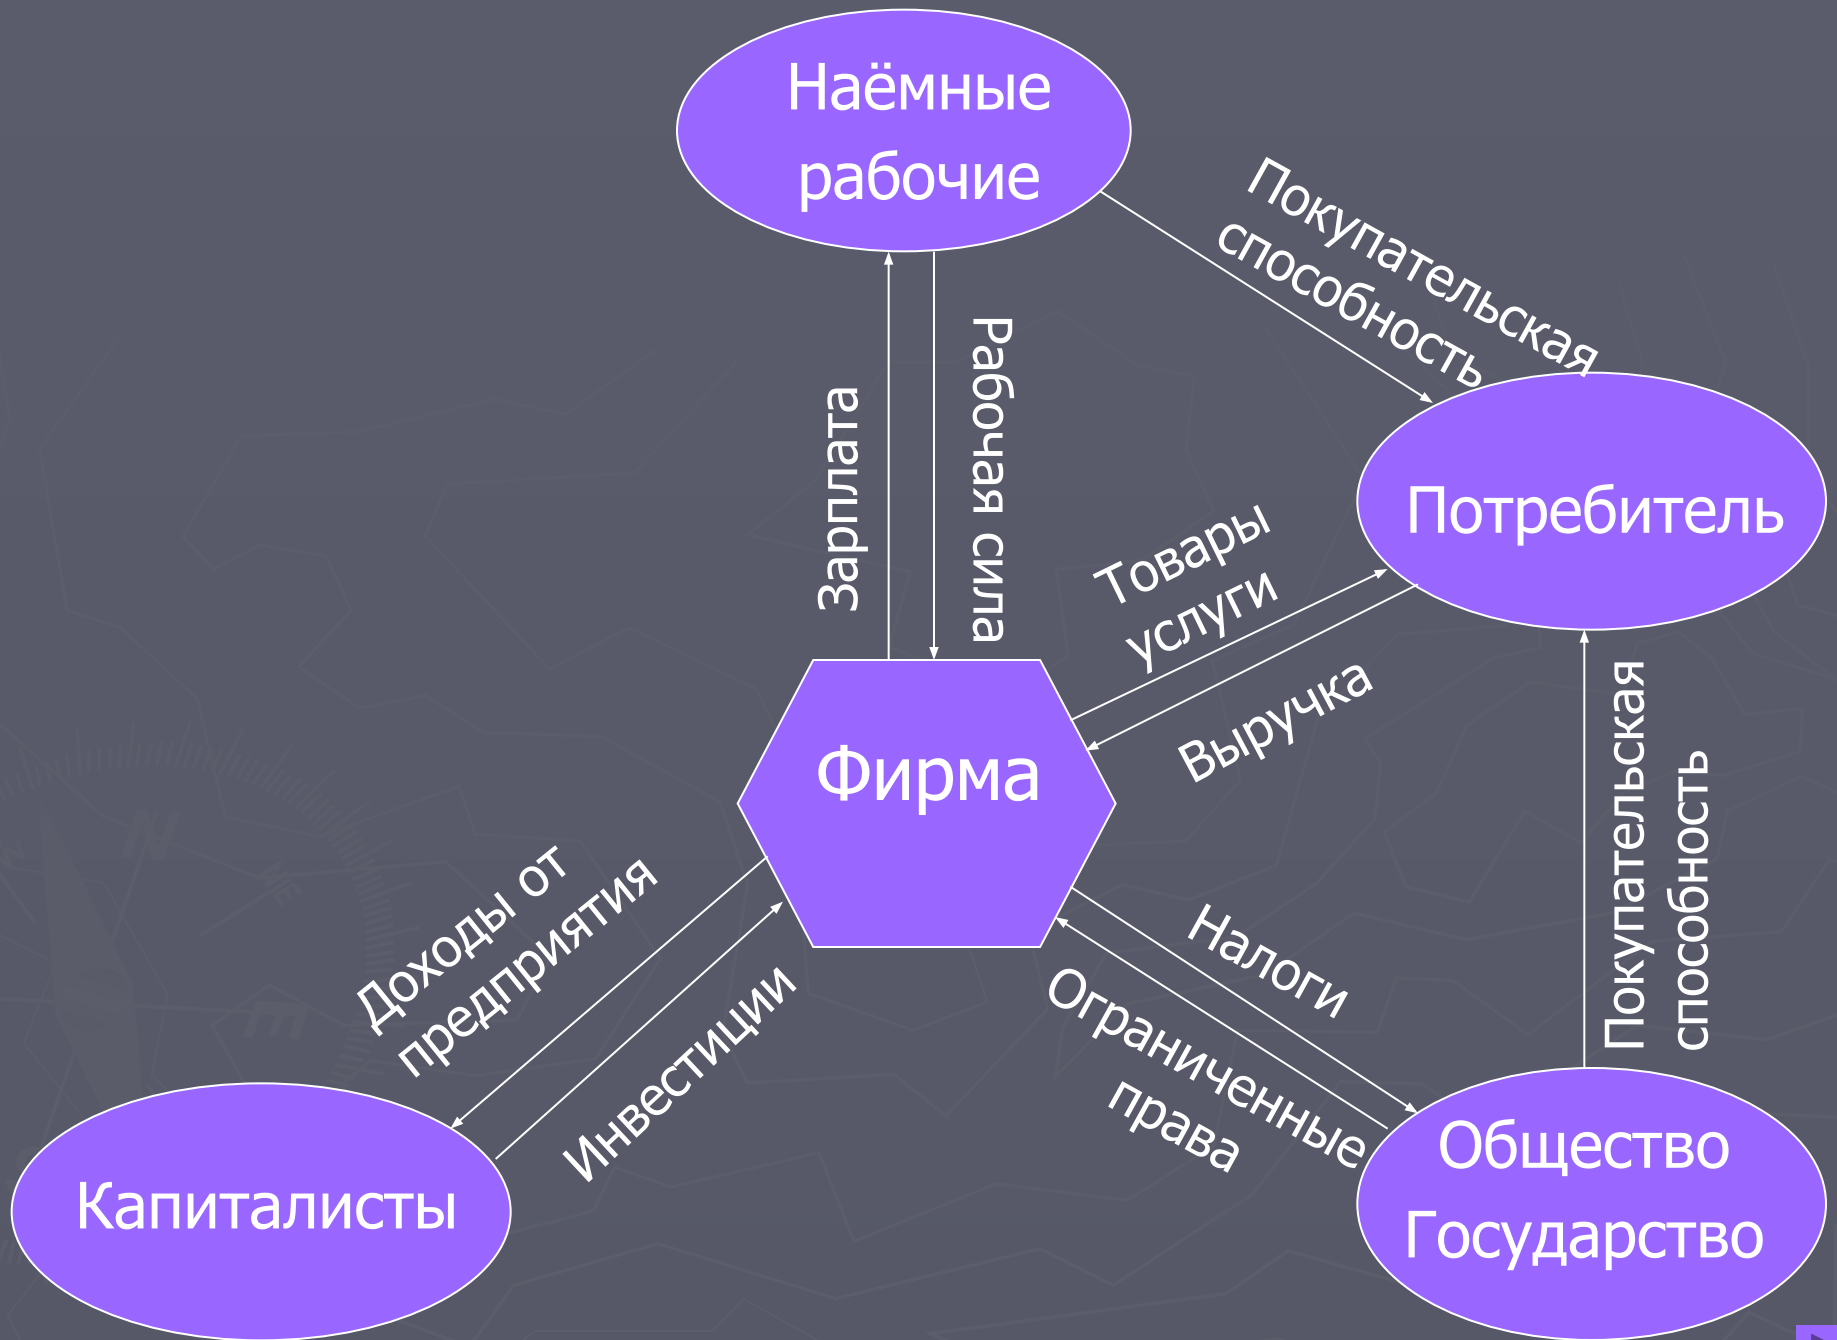 Наёмные
рабочие
Покупательская
способность
Зарплата
Рабочая сила
Потребитель
Товары
услуги
Выручка
Фирма
Покупательская
способность
Доходы от
предприятия
Инвестиции
Налоги
Ограниченные
права
Капиталисты
Общество
Государство